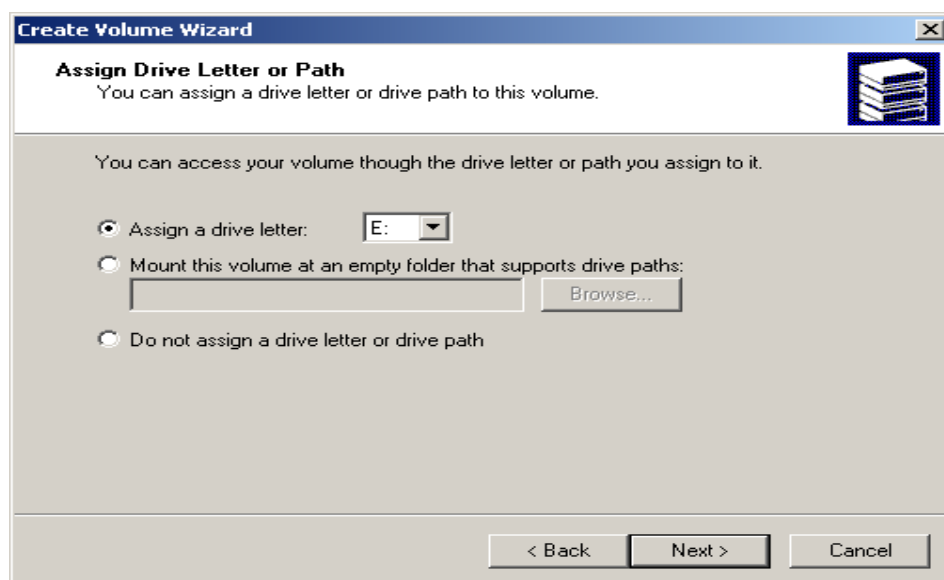 Create Volume Wizard
Assign Drive Letter or Path
You can assign a drive letter or drive path to this volume.
You can access your volume though the drive letter or path you assign to it.
Assign a drive letter: E:
Mount this volume at an empty folder that supports drive paths:
Browse...
Do not assign a drive letter or drive path
< Back Next > Cancel